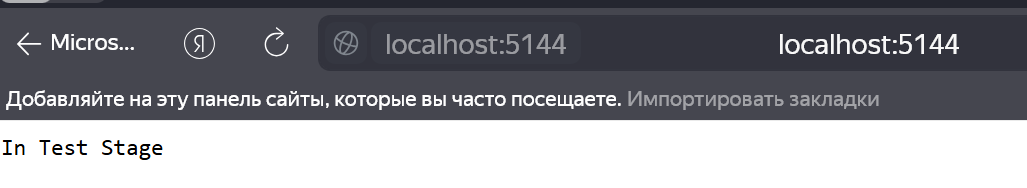 Micros... Я localhost:5144 localhost:5144
Добавляйте на эту панель сайты, которые вы часто посещаете. Импортировать закладки
In Test Stage